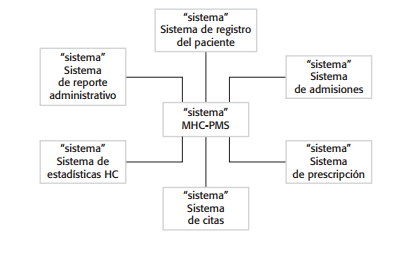 “sistema”
Sistema de registro
del paciente
“sistema”
Sistema
de reporte
administrativo
“sistema”
Sistema
de admisiones
“sistema”
MHC-PMS
“sistema”
Sistema de
estadísticas HC
“sistema”
Sistema
de prescripción
“sistema”
Sistema
de citas